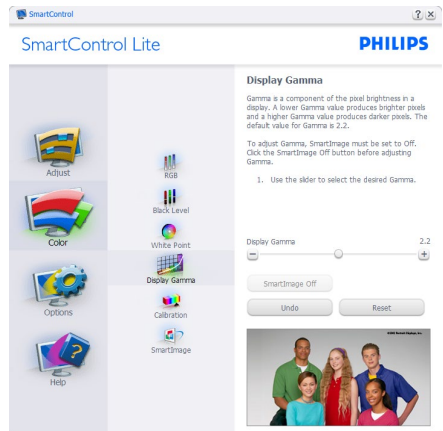 SmartControl
SmartControl Lite
PHILIPS
Adjust
Color
Options
Help
RGB
Black Level
White Point
Display Gamma
Calibration
SmartImage
Display Gamma
Gamma is a component of the pixel brightness in a
display. A lower Gamma value produces brighter pixels
and a higher Gamma value produces darker pixels. The
default value for Gamma is 2.2.
To adjust Gamma, SmartImage must be set to Off.
Click the SmartImage Off button before adjusting
Gamma.
1. Use the slider to select the desired Gamma.
Display Gamma 2.2
SmartImage Off
Undo Reset